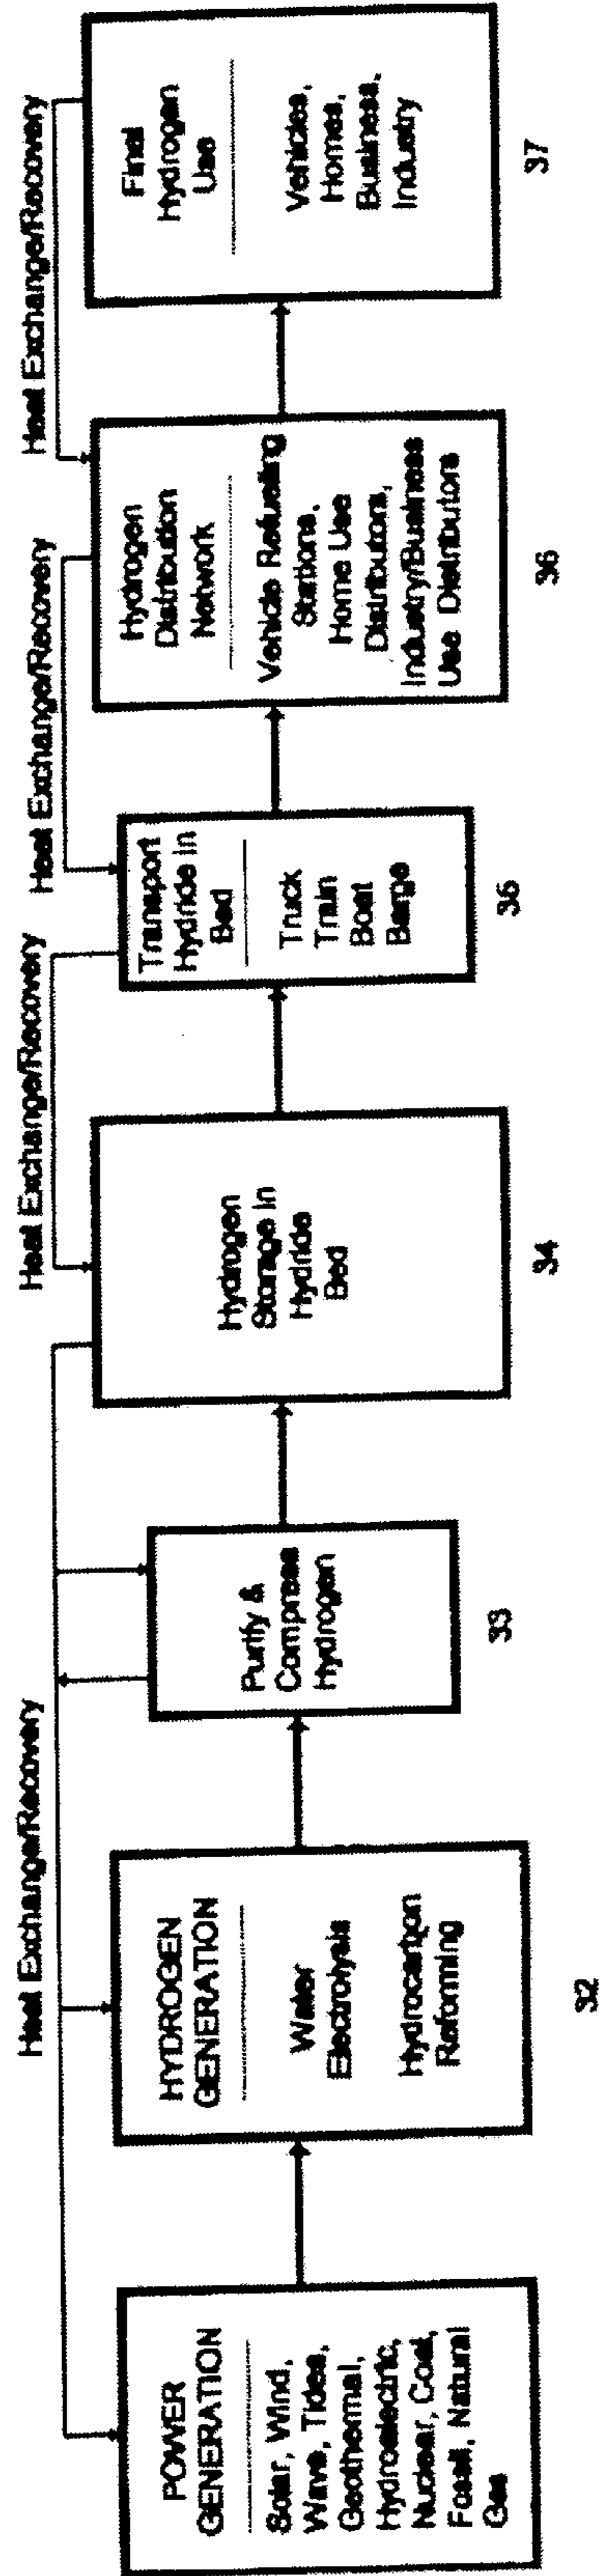 Heat Exchange/Recovery
Heat Exchange/Recovery
Heat Exchange/Recovery
Heat Exchange/Recovery
POWER
GENERATION
Solar, Wind,
Wave, Tides,
Geothermal,
Hydroelectric,
Nuclear, Coal,
Fossil, Natural
Gas
HYDROGEN
GENERATION
Water
Electrolysis
Hydrocarbon
Reforming
32
Purify &
Compress
Hydrogen
33
Hydrogen
Storage in
Hydride
Bed
34
Transport
Hydride in
Bed
Truck
Train
Boat
Barge
35
Hydrogen
Distribution
Network
Vehicle Refueling
Stations,
Home Use
Distributors,
Industry/Business
Use Distributors
36
Final
Hydrogen
Use
Vehicles,
Homes,
Business,
Industry
37